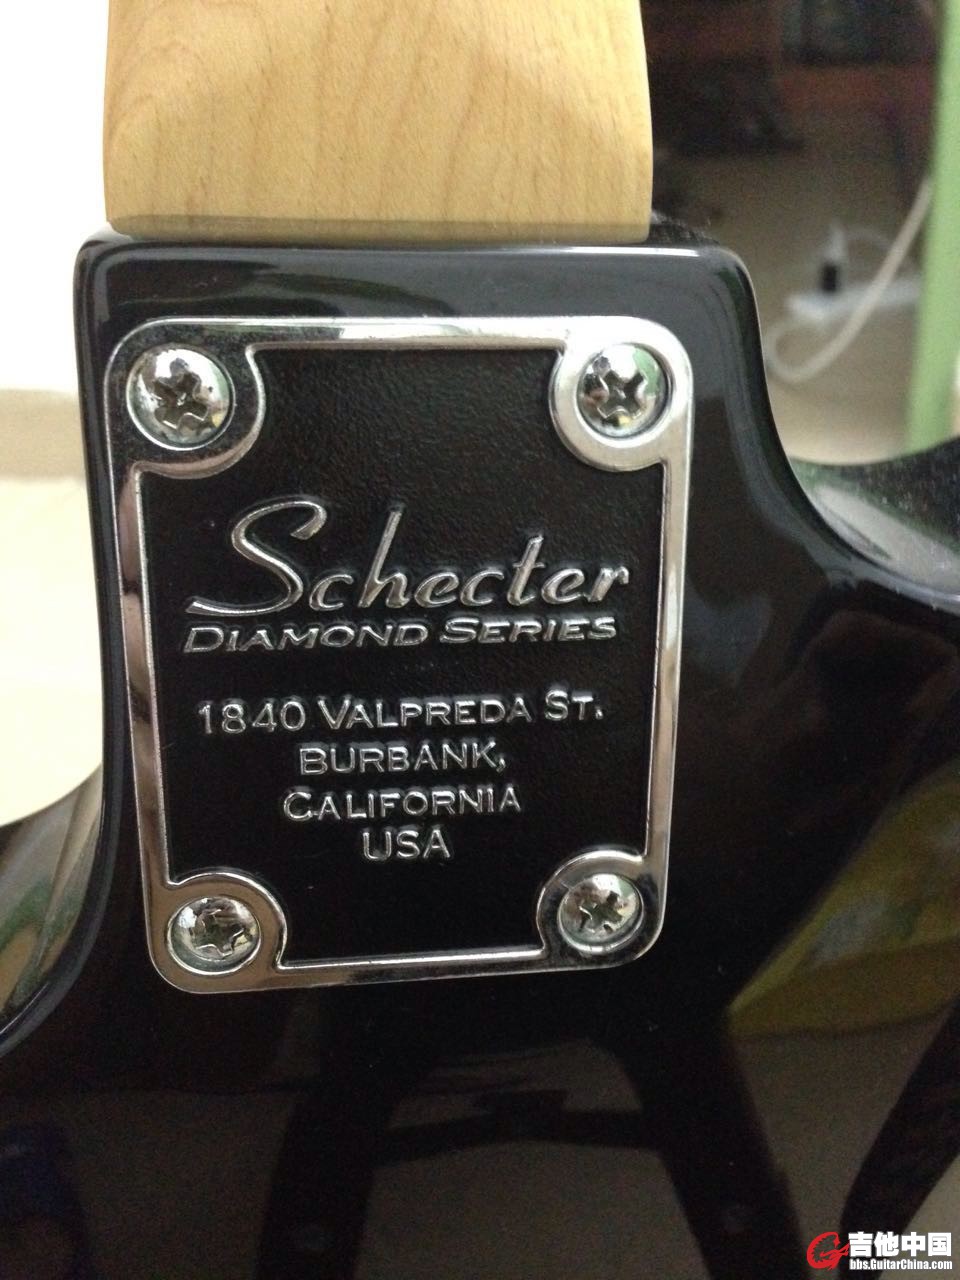 Schecter
DIAMOND SERIES
1840 VALPREDA ST.
BURBANK,
CALIFORNIA
USA
吉他中国
bbs.GuitarChina.com